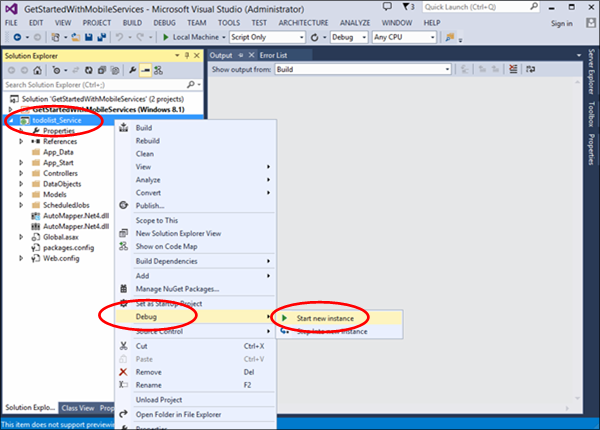 GetStartedWithMobileServices - Microsoft Visual Studio (Administrator)
3
Quick Launch (Ctrl+Q)
FILE EDIT VIEW PROJECT BUILD DEBUG TEAM TOOLS TEST ARCHITECTURE ANALYZE WINDOW HELP
Sign in
Local Machine
Script Only
Debug
Any CPU
Solution Explorer
Output
Error List
Show output from:
Build
Search Solution Explorer (Ctrl+;)
Solution 'GetStartedWithMobileServices' (2 projects)
GetStartedWithMobileServices (Windows 8.1)
todolist_Service
Properties
References
App_Data
App_Start
Controllers
DataObjects
Models
ScheduledJobs
AutoMapper.Net4.dll
AutoMapper.Net4.dll
Global.asax
packages.config
Web.config
Build
Rebuild
Clean
View
Analyze
Convert
Publish...
Scope to This
New Solution Explorer View
Show on Code Map
Build Dependencies
Add
Manage NuGet Packages...
Set as StartUp Project
Debug
Start new instance
Step Into new instance
Source Control
Cut Ctrl+X
Paste Ctrl+V
Remove Del
Rename F2
Unload Project
Open Folder in File Explorer
Properties
Server Explorer
Toolbox
Properties
Solution Explo...
Class View
Prop
This item does not support previewin